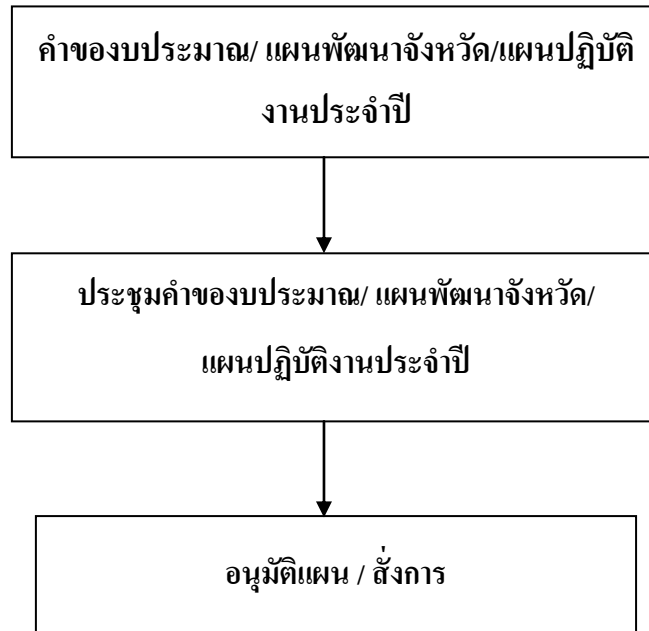 คำของบประมาณ/ แผนพัฒนาจังหวัด/แผนปฏิบัติ
งานประจำปี
ประชุมคำของบประมาณ/ แผนพัฒนาจังหวัด/
แผนปฏิบัติงานประจำปี
อนุมัติแผน / สั่งการ